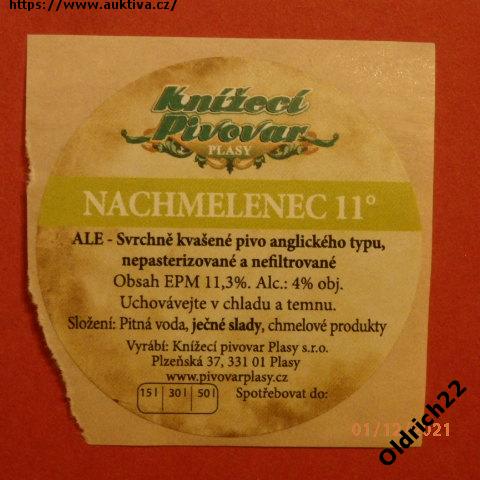 https://www.auktiva.cz/
Knížecí
Pivovar
PLASY
NACHMELENEC 11°
ALE - Svrchně kvašené pivo anglického typu,
nepasterizované a nefiltrované
Obsah EPM 11,3%. Alc.: 4% obj.
Uchovávejte v chladu a temnu.
Složení: Pitná voda, ječné slady, chmelové produkty
Vyrábí: Knížecí pivovar Plasy s.r.o.
Plzeňská 37, 331 01 Plasy
www.pivovarplasy.cz
15 l 30 l 50 l Spotřebovat do:
Oldrich22